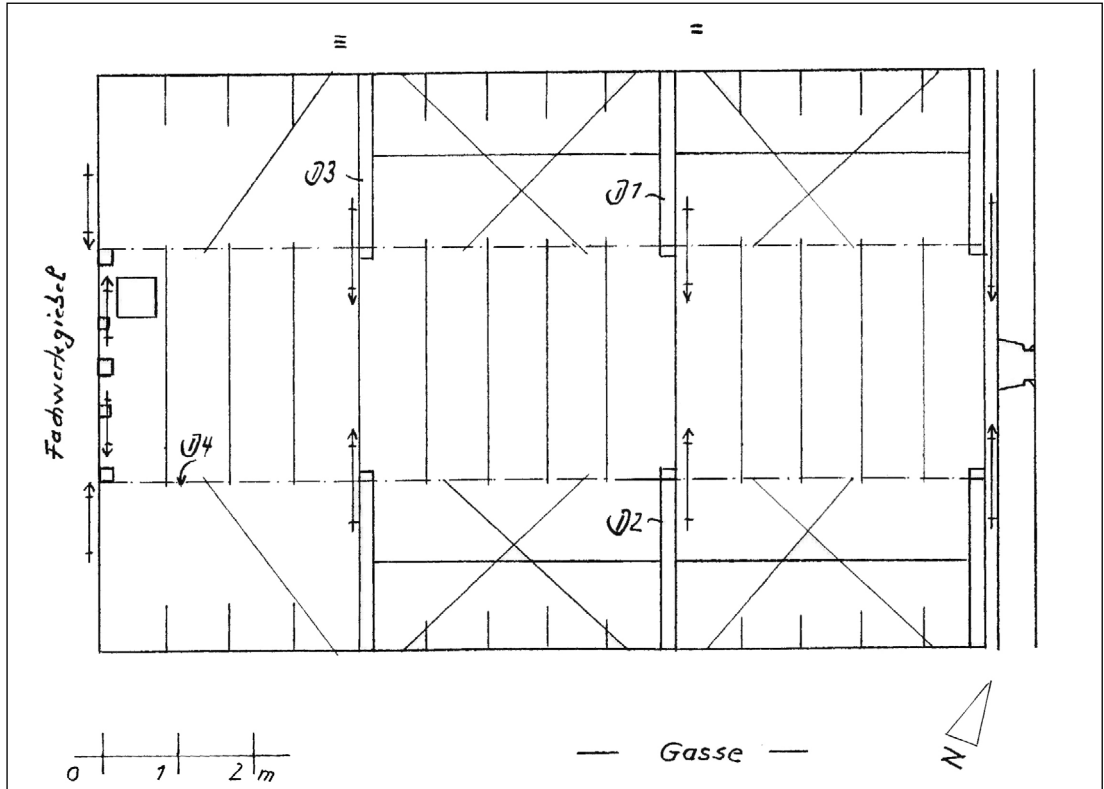 ≡ =
D3 D1
Fachwerkgiebel
D4
D2
0 1 2 m
— Gasse —
N